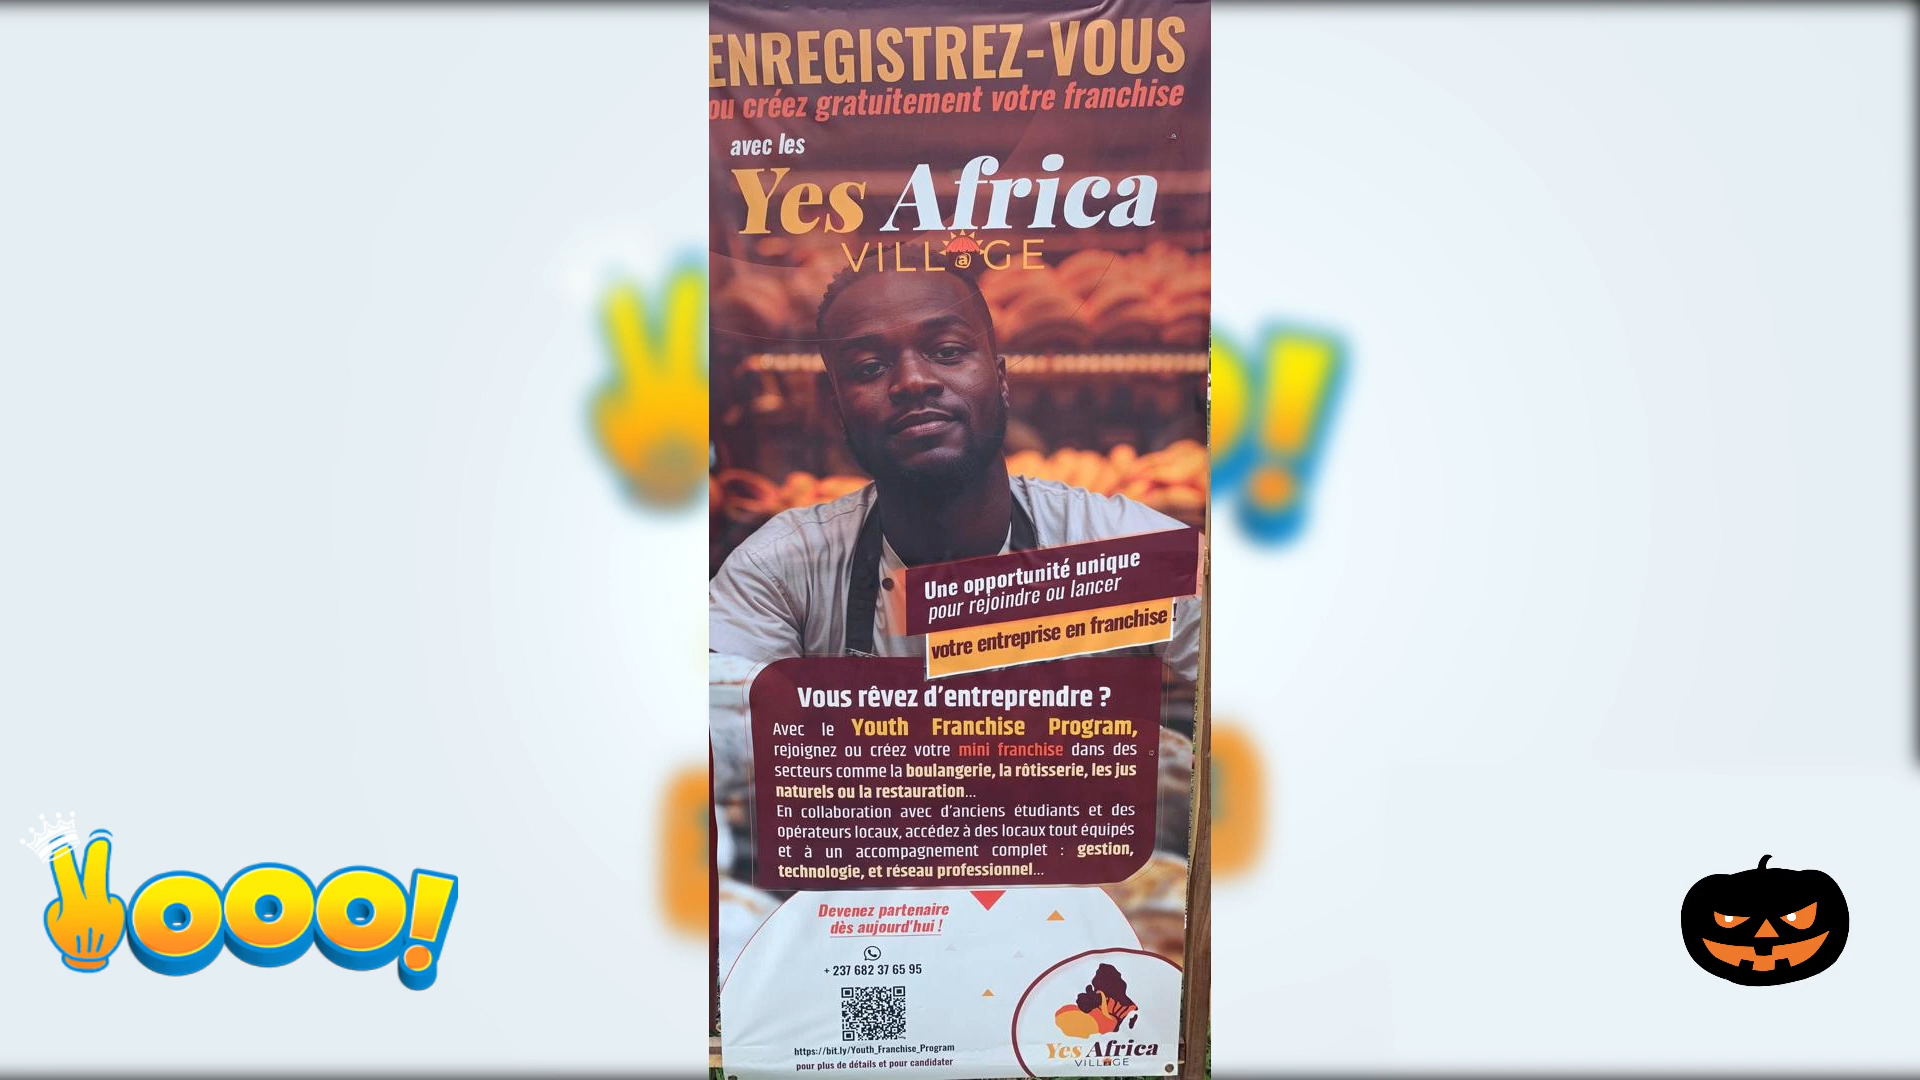 ENREGISTREZ-VOUS
ou créez gratuitement votre franchise
avec les
Yes Africa
VILLaGE
Une opportunité unique
pour rejoindre ou lancer
votre entreprise en franchise !
Vous rêvez d'entreprendre ?
Avec le Youth Franchise Program,
rejoignez ou créez votre mini franchise dans des
secteurs comme la boulangerie, la rôtisserie, les jus
naturels ou la restauration...
En collaboration avec d'anciens étudiants et des
opérateurs locaux, accédez à des locaux tout équipés
et à un accompagnement complet : gestion,
technologie, et réseau professionnel...
Devenez partenaire
dès aujourd'hui !
+ 237 682 37 65 95
https://bit.ly/Youth_Franchise_Program
pour plus de détails et pour candidater
Yes Africa
VILLaGE
Vooo!